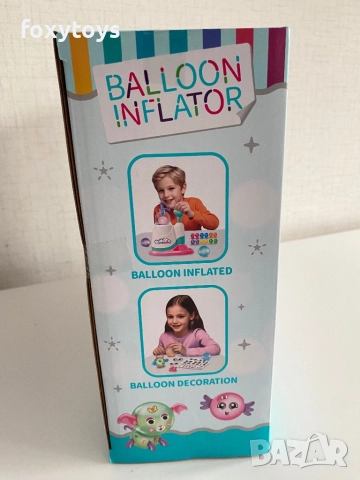 foxytoys
BALLOON
INFLATOR
BALLOON INFLATED
BALLOON DECORATION
BAZAR